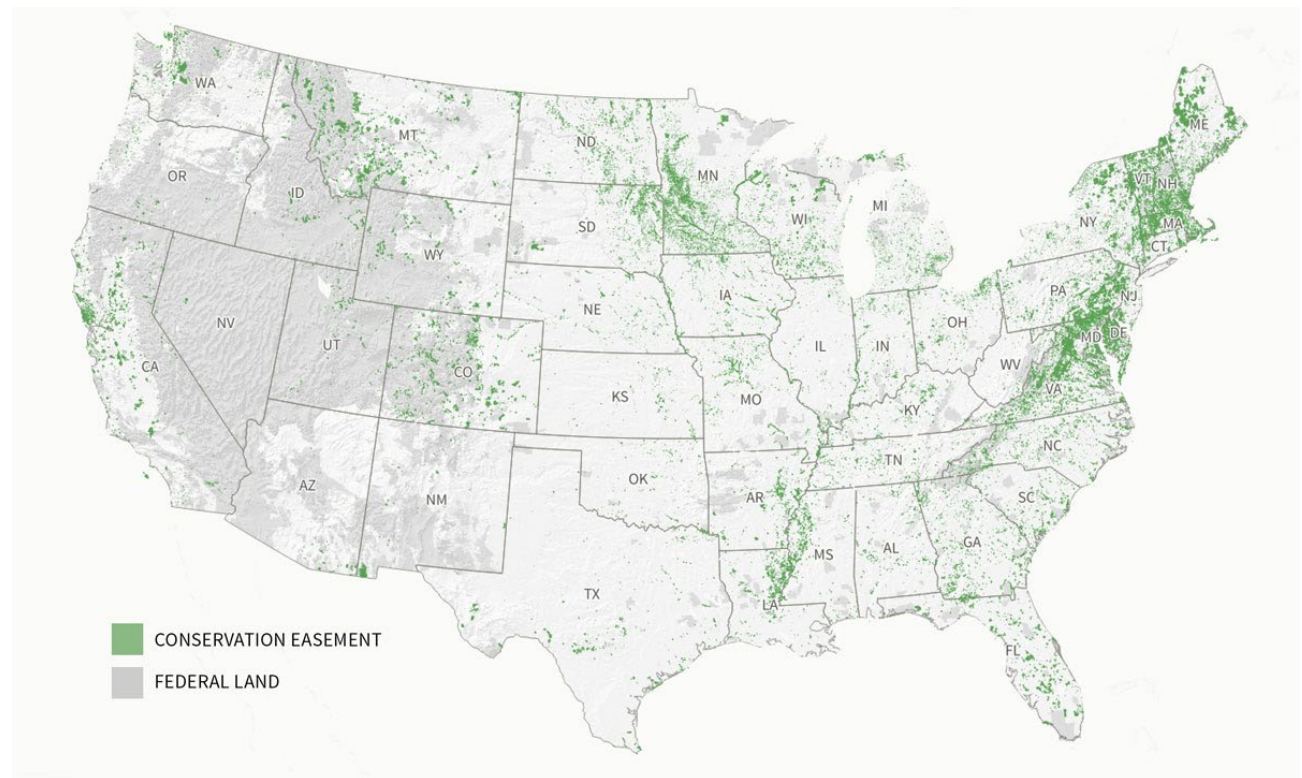 WA
ME
MT
ND
MN
OR
VT
NH
ID
WI
MI
NY
MA
SD
CT
WY
IA
PA
NJ
NE
OH
NV
UT
IL
IN
MD
DE
CO
WV
CA
VA
KS
MO
KY
NC
TN
AZ
OK
NM
AR
SC
GA
MS
AL
TX
LA
FL
CONSERVATION EASEMENT
FEDERAL LAND